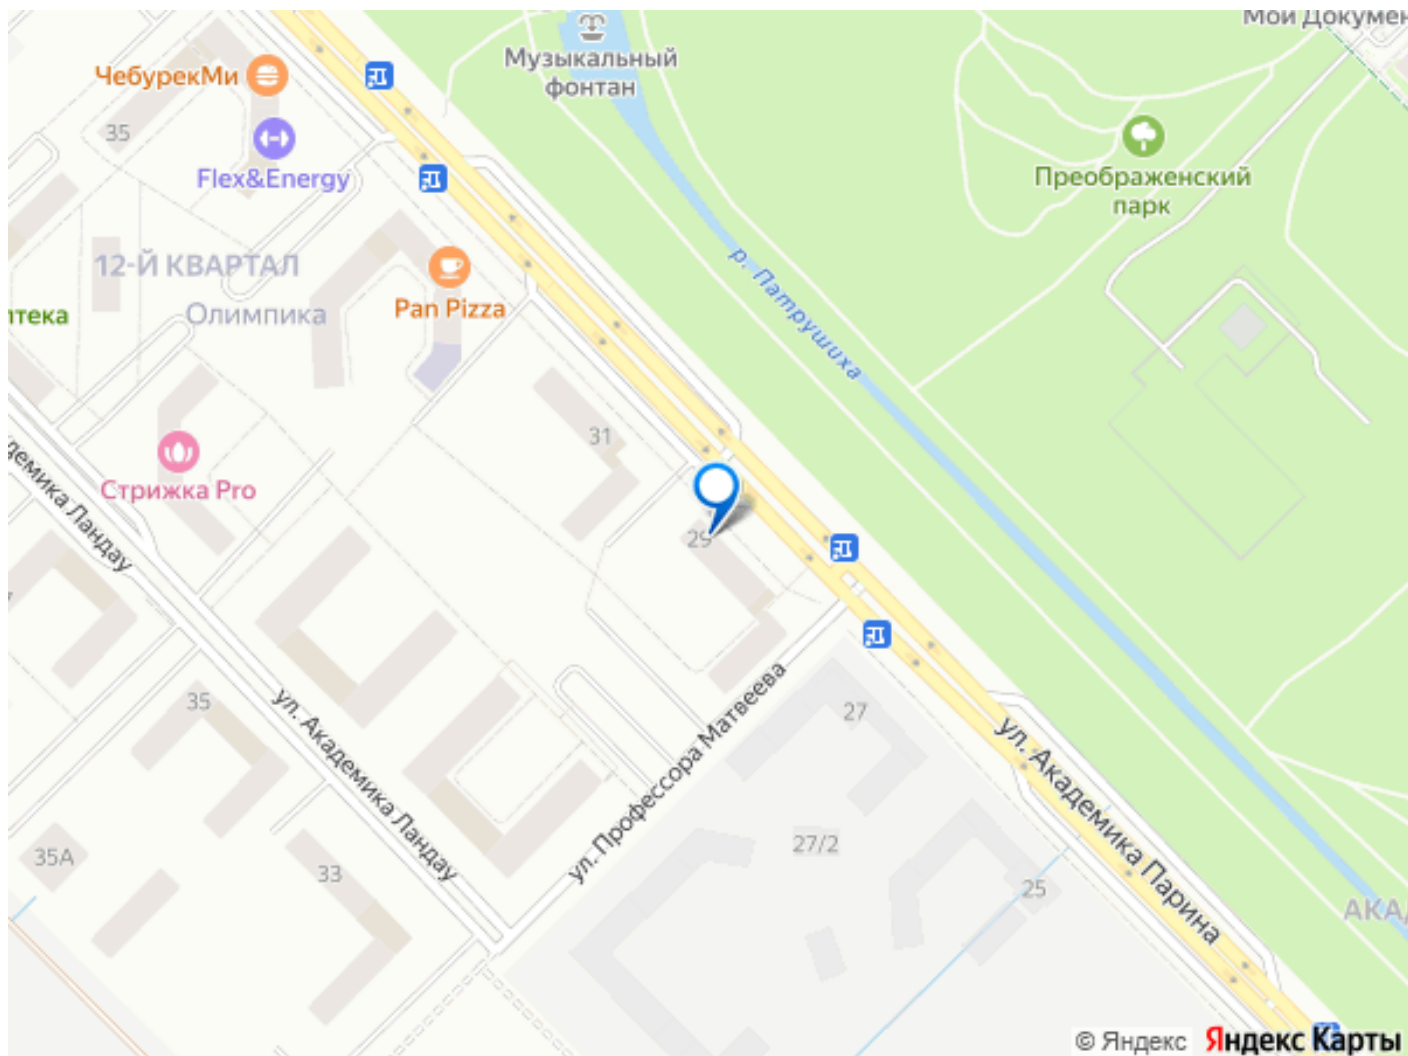 Мои Докумен
Музыкальный
фонтан
ЧебурекМи
35
Flex&Energy
Преображенский
парк
р. Патрушиха
12-Й КВАРТАЛ
Олимпика
Pan Pizza
птека
31
Стрижка Pro
демика Ландау
29
35
ул. Академика Ландау
ул. Профессора Матвеева
27
ул. Академика Парина
27/2
35А
33
25
АКА
© Яндекс Яндекс Карты